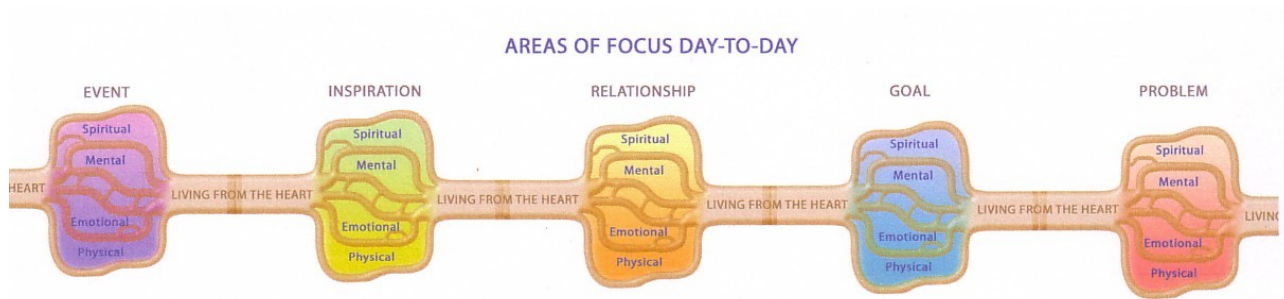 AREAS OF FOCUS DAY-TO-DAY
EVENT
INSPIRATION
RELATIONSHIP
GOAL
PROBLEM
Spiritual
Mental
Emotional
Physical
Spiritual
Mental
Emotional
Physical
Spiritual
Mental
Emotional
Physical
Spiritual
Mental
Emotional
Physical
Spiritual
Mental
Emotional
Physical
HEART
LIVING FROM THE HEART
LIVING FROM THE HEART
LIVING FROM THE HEART
LIVING FROM THE HEART
LIVING